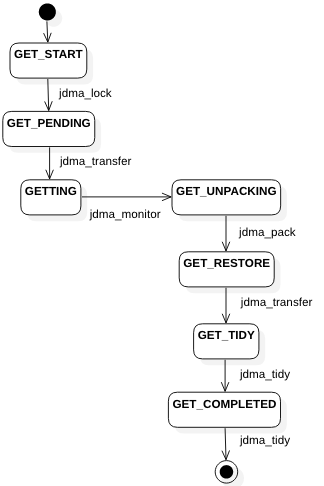 GET_START
jdma_lock
GET_PENDING
jdma_transfer
GETTING
jdma_monitor
GET_UNPACKING
jdma_pack
GET_RESTORE
jdma_transfer
GET_TIDY
jdma_tidy
GET_COMPLETED
jdma_tidy